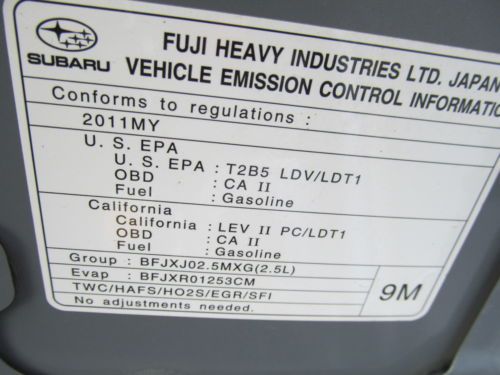 SUBARU
FUJI HEAVY INDUSTRIES LTD. JAPAN
VEHICLE EMISSION CONTROL
Conforms to regulations :
2011MY
U. S. EPA
U. S. EPA : T2B5 LDV/LDT1
OBD : CA II
Fuel : Gasoline
California
California : LEV II PC/LDT1
OBD : CA II
Fuel : Gasoline
Group : BFJXJ02.5MXG(2.5L)
Evap : BFJXR01253CM
TWC/HAFS/HO2S/EGR/SFI
No adjustments needed.
9M